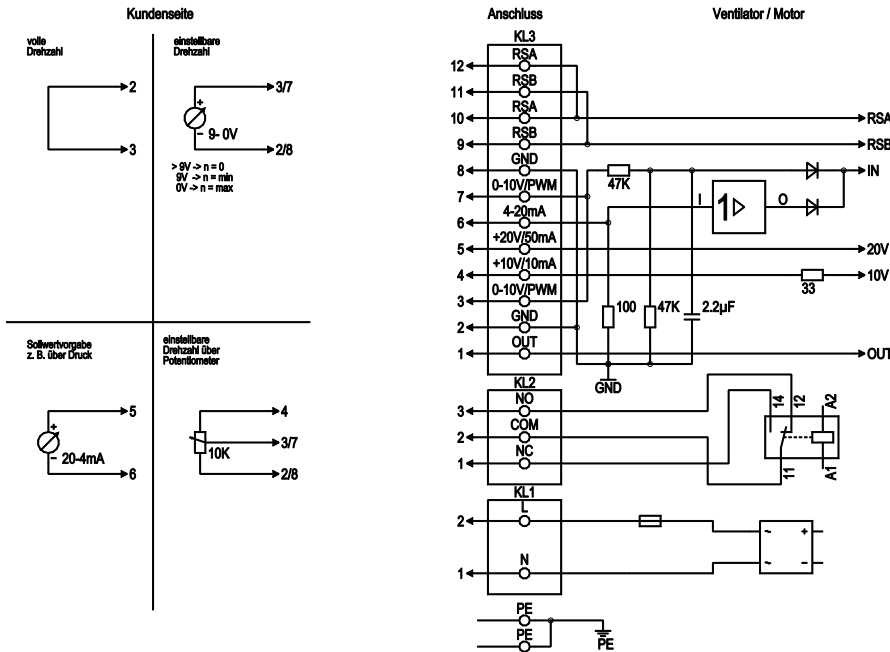 Kundenseite
Anschluss
Ventilator / Motor
volle
Drehzahl
2
3
einstellbare
Drehzahl
3/7
+
9- 0V
−
2/8
> 9V -> n = 0
9V -> n = min
0V -> n = max
Sollwertvorgabe
z. B. über Druck
5
+
20-4mA
−
6
einstellbare
Drehzahl über
Potentiometer
4
3/7
10K
2/8
KL3
12 RSA
11 RSB
10 RSA RSA
9 RSB RSB
8 GND IN
47K
7 0-10V/PWM
I 1 O
6 4-20mA
5 +20V/50mA 20V
4 +10V/10mA 10V
33
3 0-10V/PWM
100 47K 2.2µF
2 GND
1 OUT OUT
GND
KL2
3 NO
2 COM
1 NC
14 12 A2
11 A1
KL1
2 L
~ +
1 N
~ −
PE
PE
PE